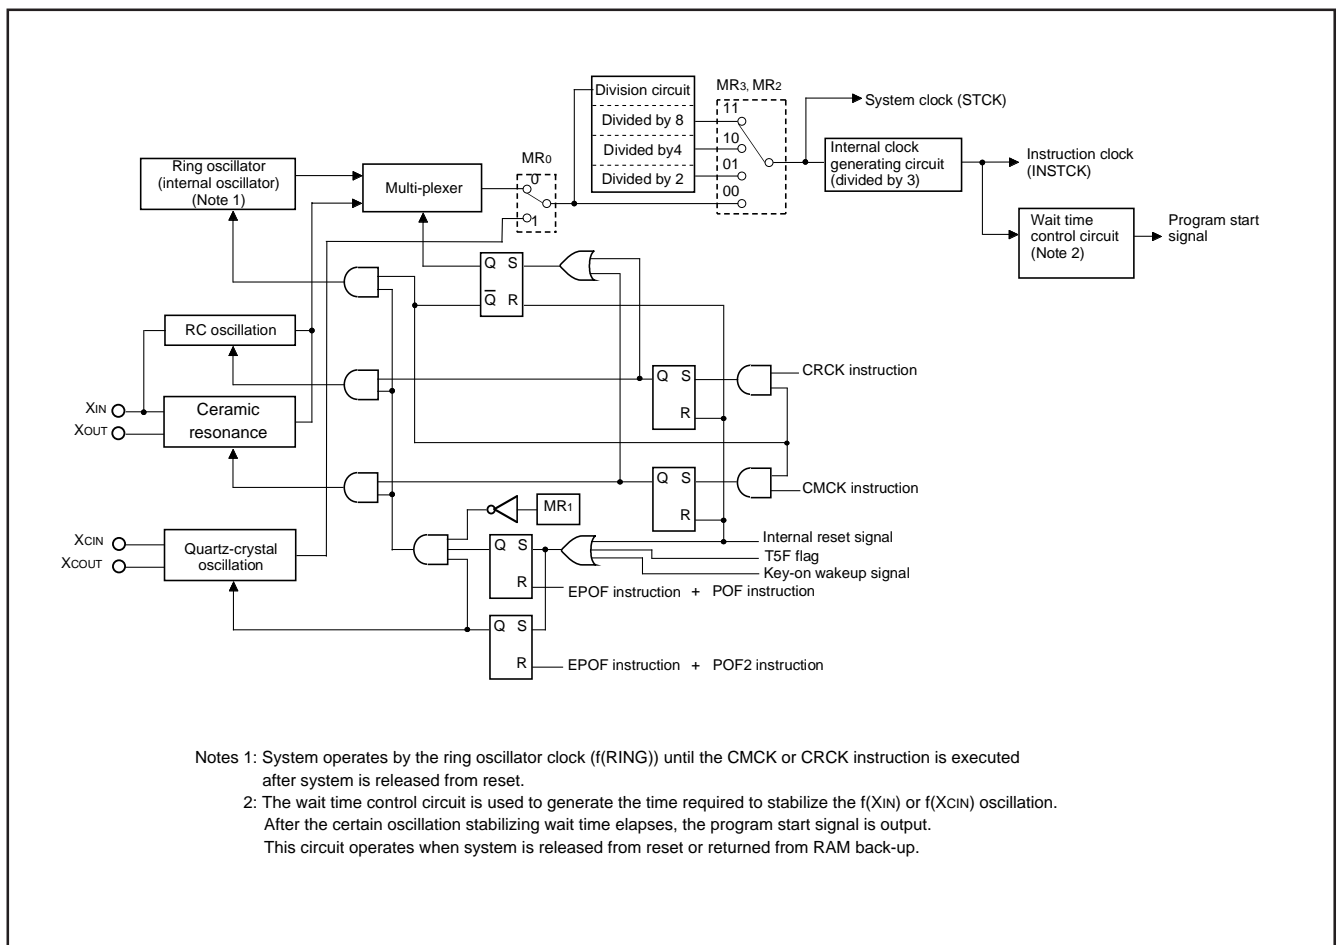 Division circuit
MR3, MR2
11
System clock (STCK)
Divided by 8
10
Divided by4
01
Divided by 2
00
Internal clock
generating circuit
(divided by 3)
Instruction clock
(INSTCK)
Ring oscillator
(internal oscillator)
(Note 1)
Multi-plexer
MR0
0
1
Wait time
control circuit
(Note 2)
Program start
signal
Q S
Q̅ R
RC oscillation
Q S
R
CRCK instruction
XIN
XOUT
Ceramic
resonance
Q S
R
CMCK instruction
MR1
XCIN
XCOUT
Quartz-crystal
oscillation
Q S
R
Internal reset signal
T5F flag
Key-on wakeup signal
EPOF instruction + POF instruction
Q S
R
EPOF instruction + POF2 instruction
Notes 1: System operates by the ring oscillator clock (f(RING)) until the CMCK or CRCK instruction is executed
after system is released from reset.
2: The wait time control circuit is used to generate the time required to stabilize the f(XIN) or f(XCIN) oscillation.
After the certain oscillation stabilizing wait time elapses, the program start signal is output.
This circuit operates when system is released from reset or returned from RAM back-up.